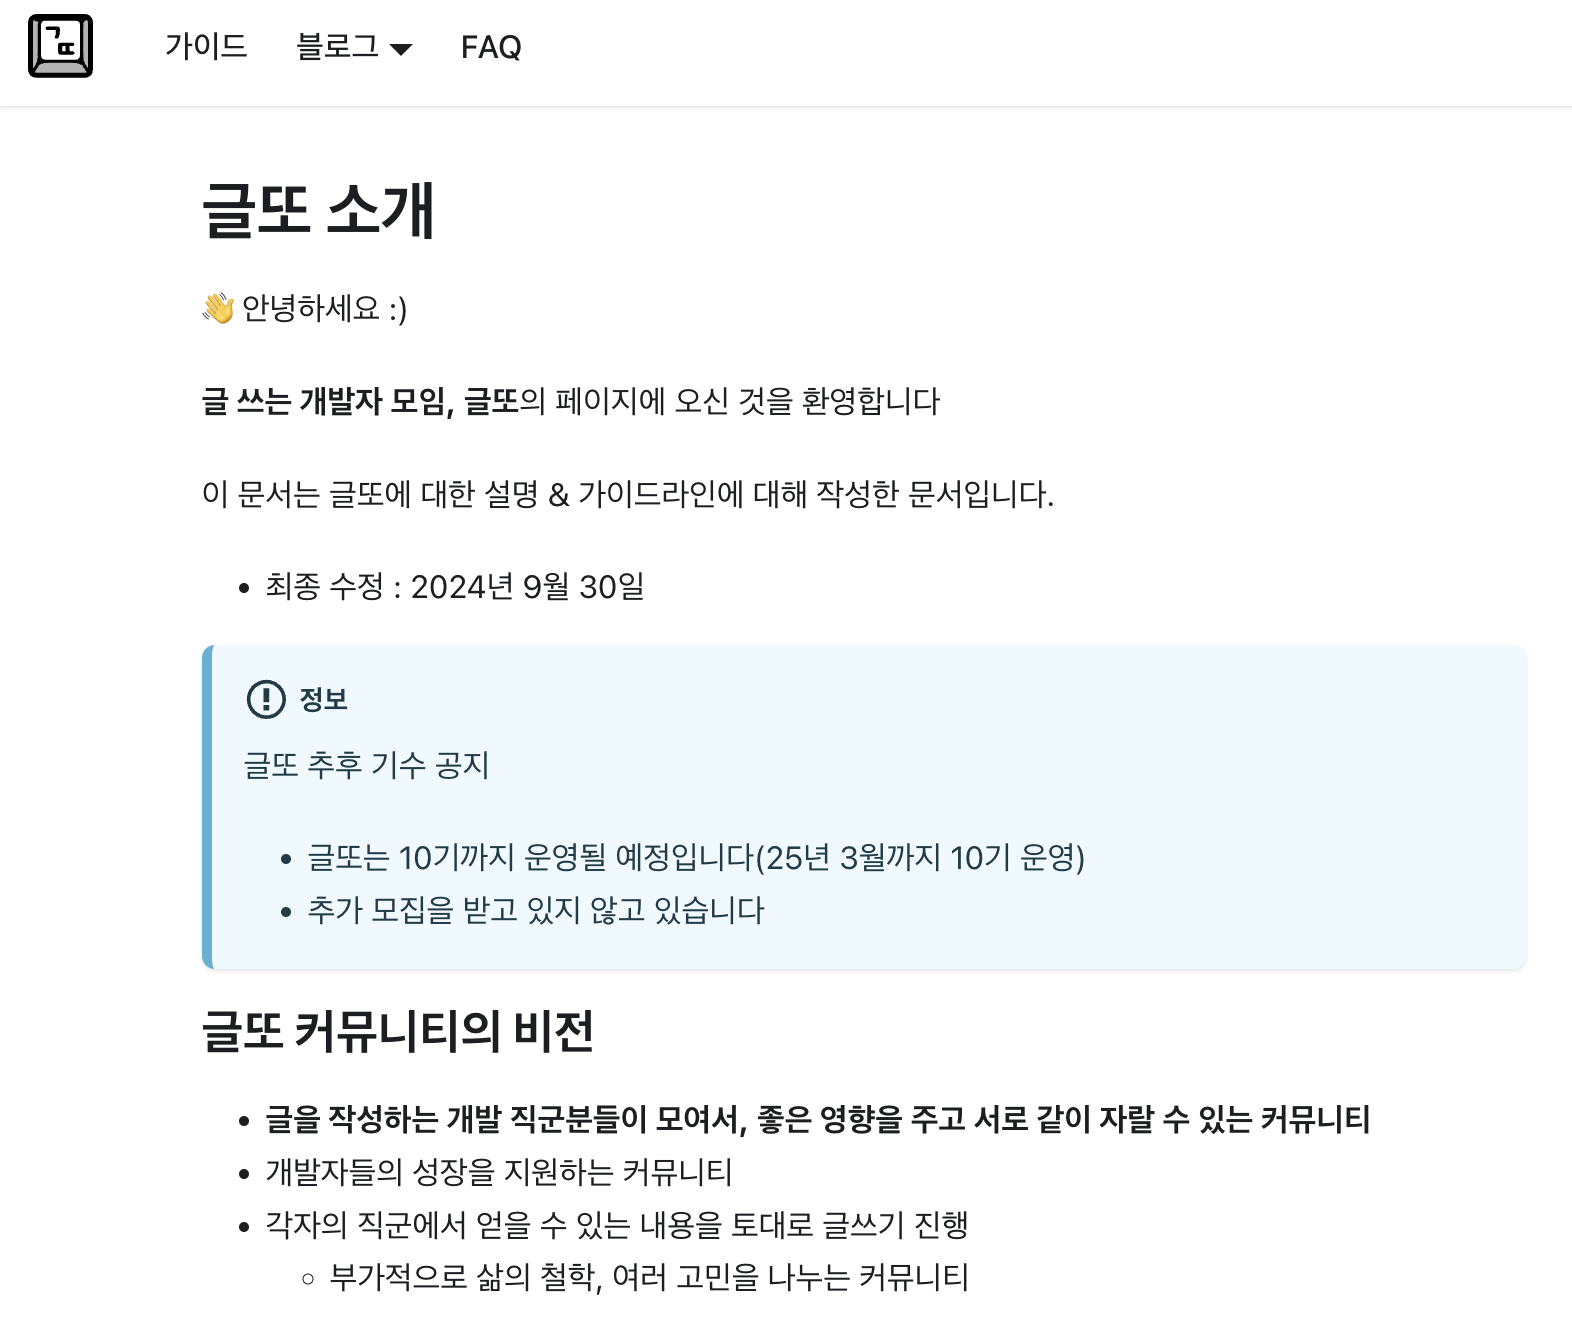 ㄱ
ㄸ
가이드 블로그 FAQ
글또 소개
👋 안녕하세요 :)
글 쓰는 개발자 모임, 글또의 페이지에 오신 것을 환영합니다
이 문서는 글또에 대한 설명 & 가이드라인에 대해 작성한 문서입니다.
• 최종 수정 : 2024년 9월 30일
정보
글또 추후 기수 공지
• 글또는 10기까지 운영될 예정입니다(25년 3월까지 10기 운영)
• 추가 모집을 받고 있지 않고 있습니다
글또 커뮤니티의 비전
• 글을 작성하는 개발 직군분들이 모여서, 좋은 영향을 주고 서로 같이 자랄 수 있는 커뮤니티
• 개발자들의 성장을 지원하는 커뮤니티
• 각자의 직군에서 얻을 수 있는 내용을 토대로 글쓰기 진행
◦ 부가적으로 삶의 철학, 여러 고민을 나누는 커뮤니티